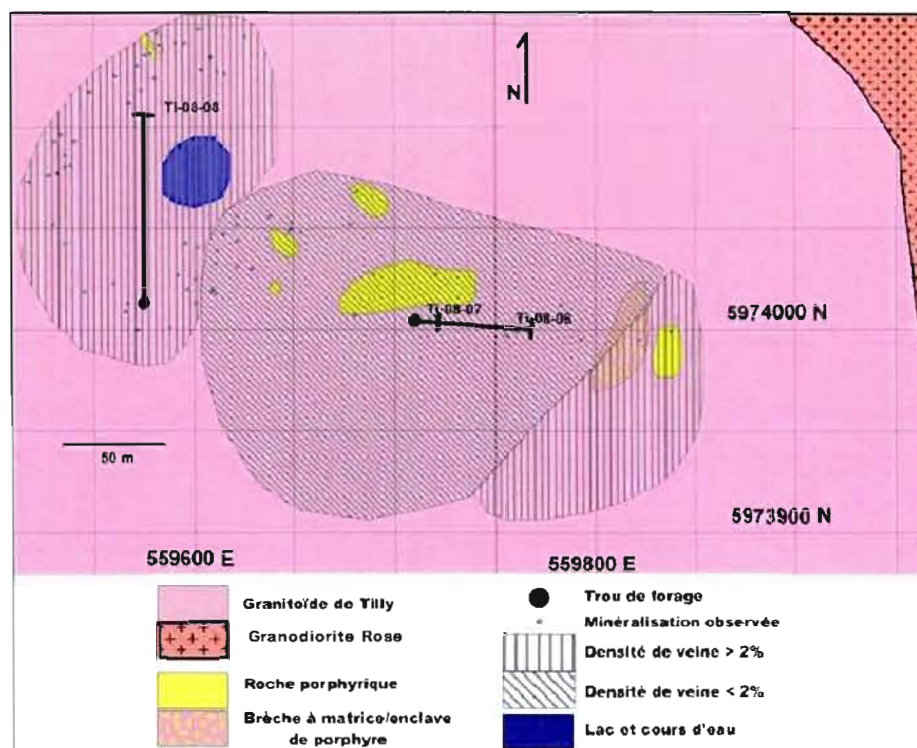 N
TI-08-08
Ti-08-07
Ti-08-06
5974000 N
50 m
5973900 N
559600 E
559800 E
Granitoïde de Tilly
Granodiorite Rose
Roche porphyrique
Brèche à matrice/enclave
de porphyre
Trou de forage
Minéralisation observée
Densité de veine > 2%
Densité de veine < 2%
Lac et cours d'eau